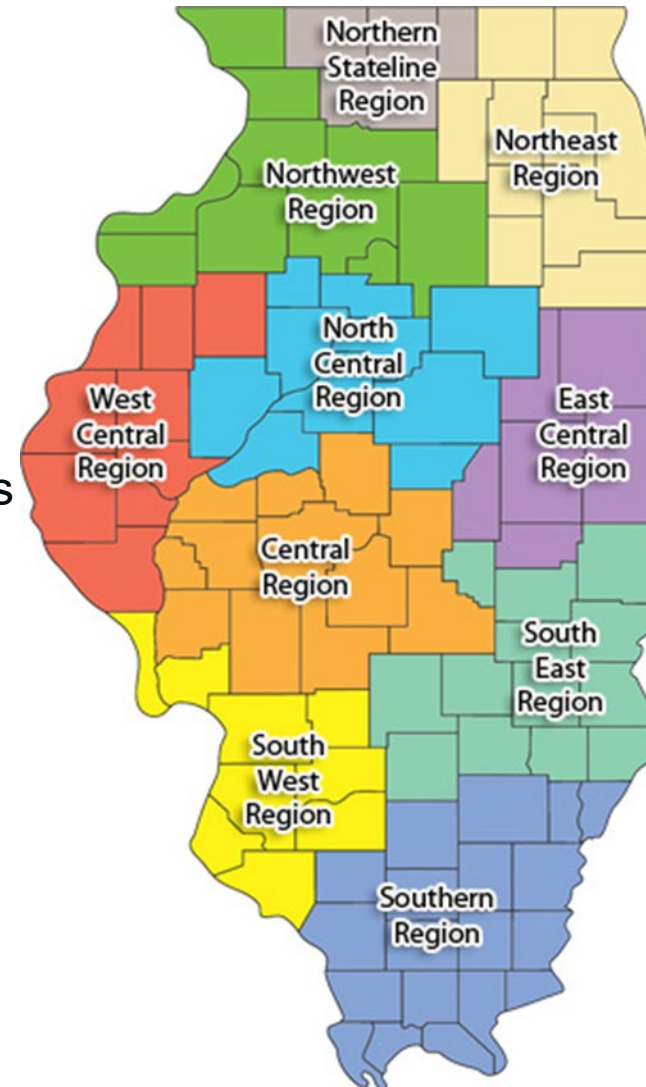 Northern
Stateline
Region
Northeast
Region
Northwest
Region
North
Central
Region
West
Central
Region
East
Central
Region
s
Central
Region
South
East
Region
South
West
Region
Southern
Region